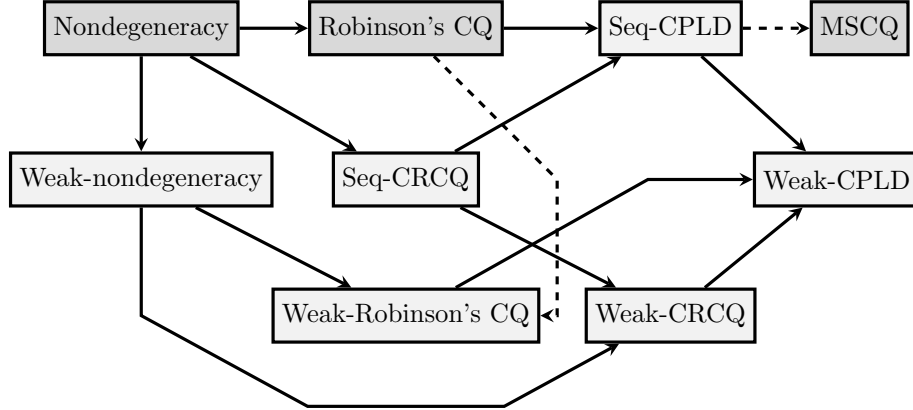 Nondegeneracy
Robinson's CQ
Seq-CPLD
MSCQ
Weak-nondegeneracy
Seq-CRCQ
Weak-CPLD
Weak-Robinson's CQ
Weak-CRCQ